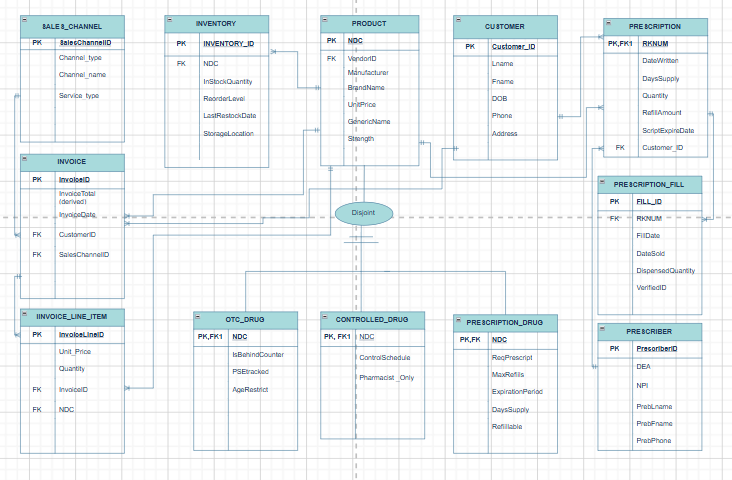 SALES_CHANNEL
PK SalesChannelID
Channel_type
Channel_name
Service_type
INVENTORY
PK INVENTORY_ID
FK NDC
InStockQuantity
ReorderLevel
LastRestockDate
StorageLocation
PRODUCT
PK NDC
FK VendorID
Manufacturer
BrandName
UnitPrice
GenericName
Strength
CUSTOMER
PK Customer_ID
Lname
Fname
DOB
Phone
Address
PRESCRIPTION
PK,FK1 RKNUM
DateWritten
DaysSupply
Quantity
RefillAmount
ScriptExpireDate
FK Customer_ID
INVOICE
PK InvoiceID
InvoiceTotal
(derived)
InvoiceDate
FK CustomerID
FK SalesChannelID
Disjoint
PRESCRIPTION_FILL
PK FILL_ID
FK RKNUM
FillDate
DateSold
DispensedQuantity
VerifiedID
IINVOICE_LINE_ITEM
PK InvoiceLineID
Unit_Price
Quantity
FK InvoiceID
FK NDC
OTC_DRUG
PK,FK1 NDC
IsBehindCounter
PSEtracked
AgeRestrict
CONTROLLED_DRUG
PK, FK1 NDC
ControlSchedule
Pharmacist _Only
PRESCRIPTION_DRUG
PK,FK NDC
ReqPrescript
MaxRefills
ExpirationPeriod
DaysSupply
Refillable
PRESCRIBER
PK PrescriberID
DEA
NPI
PrebLname
PrebFname
PrebPhone